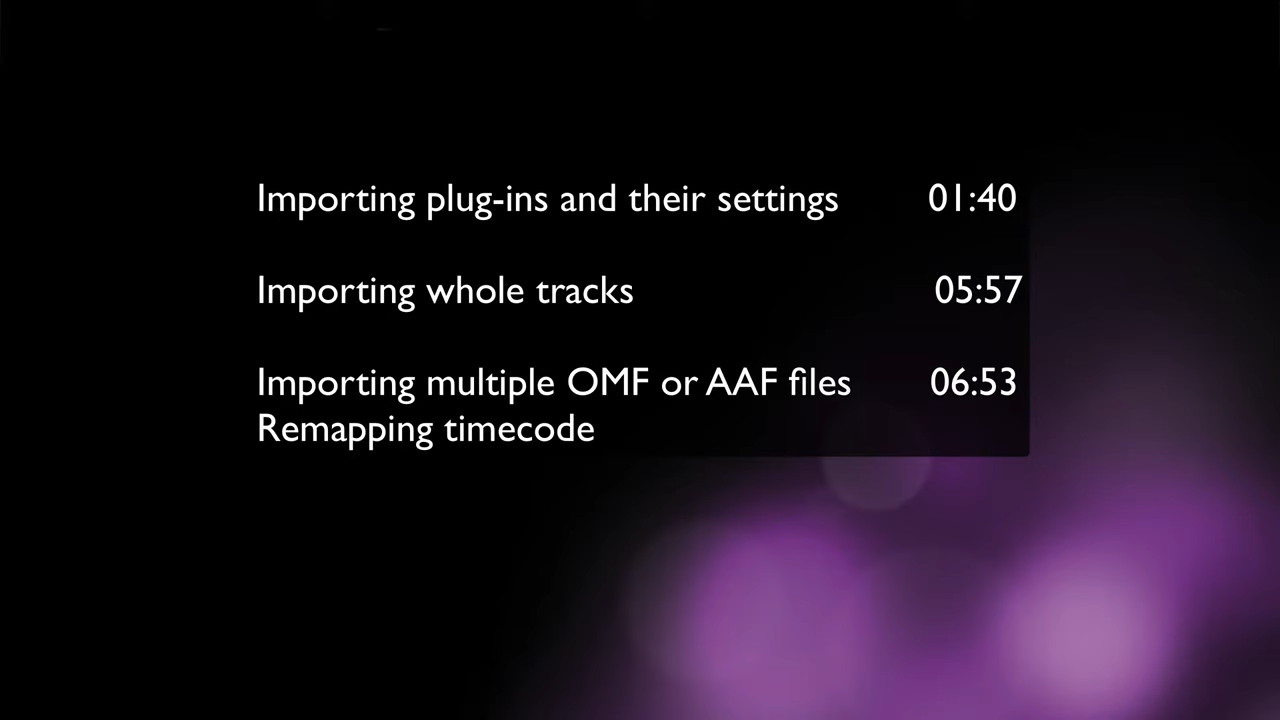 Importing plug-ins and their settings 01:40
Importing whole tracks 05:57
Importing multiple OMF or AAF files 06:53
Remapping timecode